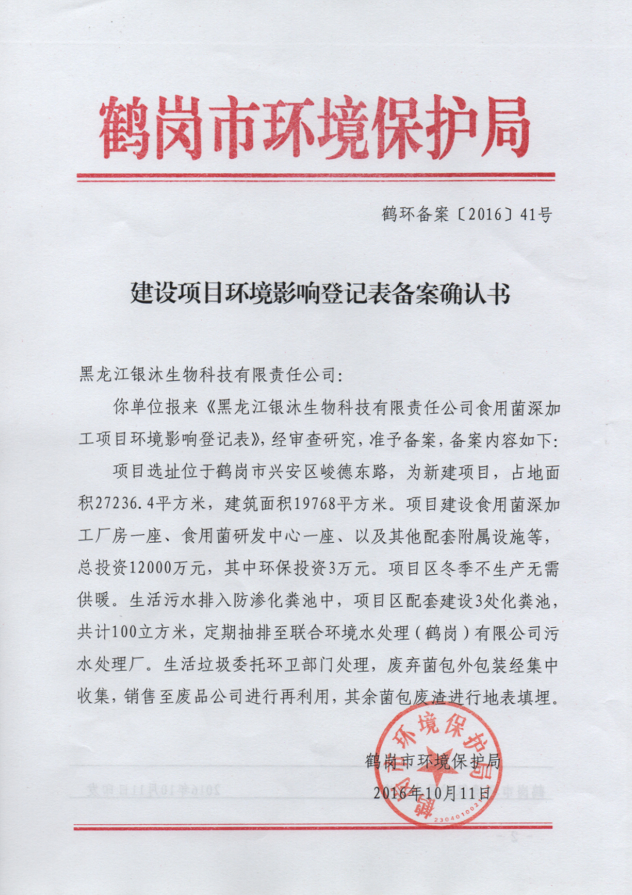 鹤岗市环境保护局
鹤环备案〔2016〕41号
建设项目环境影响登记表备案确认书
黑龙江银沐生物科技有限责任公司：
你单位报来《黑龙江银沐生物科技有限责任公司食用菌深加
工项目环境影响登记表》，经审查研究，准予备案，备案内容如下：
项目选址位于鹤岗市兴安区峻德东路，为新建项目，占地面
积27236.4平方米，建筑面积19768平方米。项目建设食用菌深加
工厂房一座、食用菌研发中心一座、以及其他配套附属设施等，
总投资12000万元，其中环保投资3万元。项目区冬季不生产无需
供暖。生活污水排入防渗化粪池中，项目区配套建设3处化粪池，
共计100立方米，定期抽排至联合环境水处理（鹤岗）有限公司污
水处理厂。生活垃圾委托环卫部门处理，废弃菌包外包装经集中
收集，销售至废品公司进行再利用，其余菌包废渣进行地表填埋。
鹤岗市环境保护局
鹤岗市环境保护局
2016年10月11日